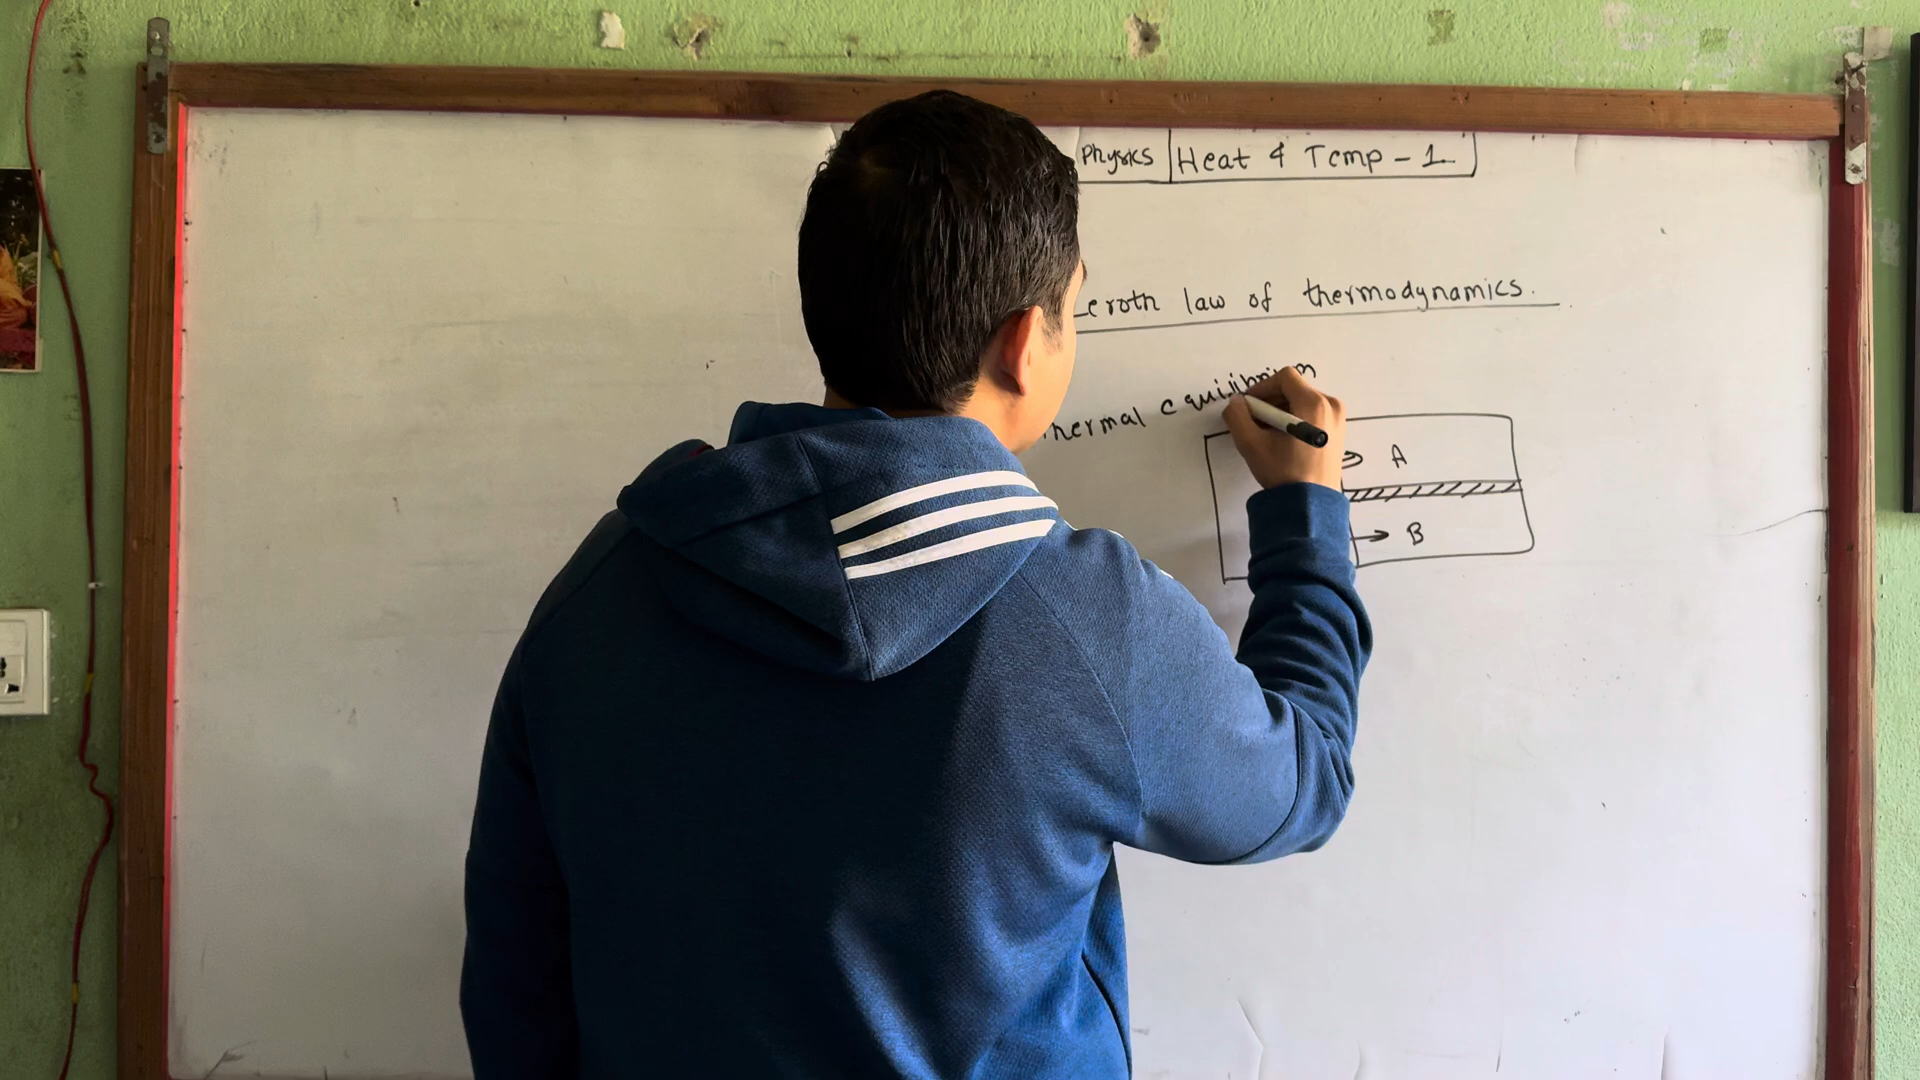 Physics Heat & Temp - 1
eroth law of thermodynamics.
hermal equilibrium
A
B